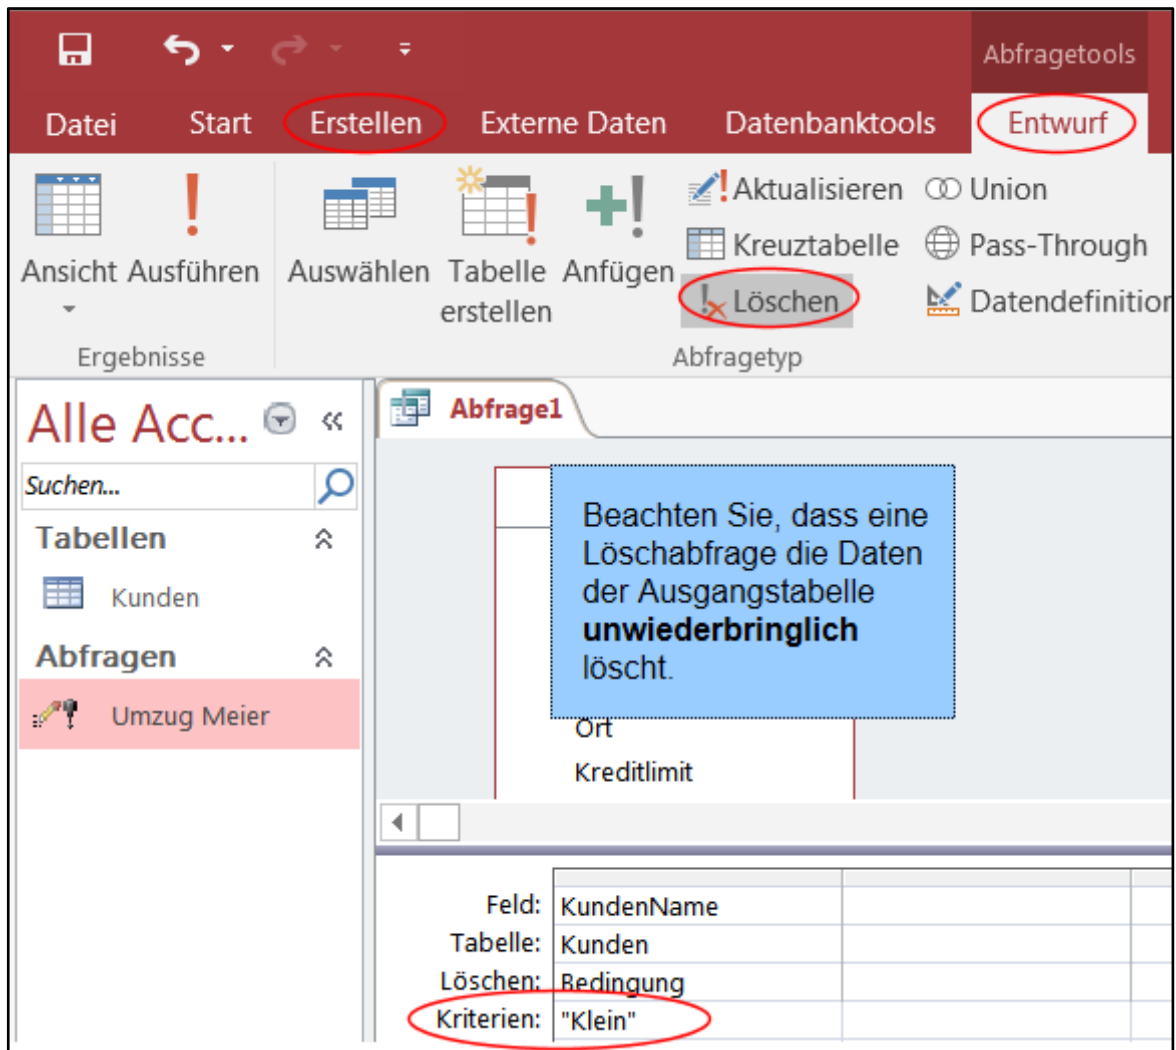 Abfragetools
Datei Start Erstellen Externe Daten Datenbanktools Entwurf
Ansicht Ausführen
Ergebnisse
Auswählen Tabelle erstellen Anfügen
Aktualisieren
Kreuztabelle
Löschen
Union
Pass-Through
Datendefinition
Abfragetyp
Alle Acc...
Suchen...
Tabellen
Kunden
Abfragen
Umzug Meier
Abfrage1
Beachten Sie, dass eine
Löschabfrage die Daten
der Ausgangstabelle
unwiederbringlich
löscht.
Ort
Kreditlimit
Feld: KundenName
Tabelle: Kunden
Löschen: Bedingung
Kriterien: "Klein"